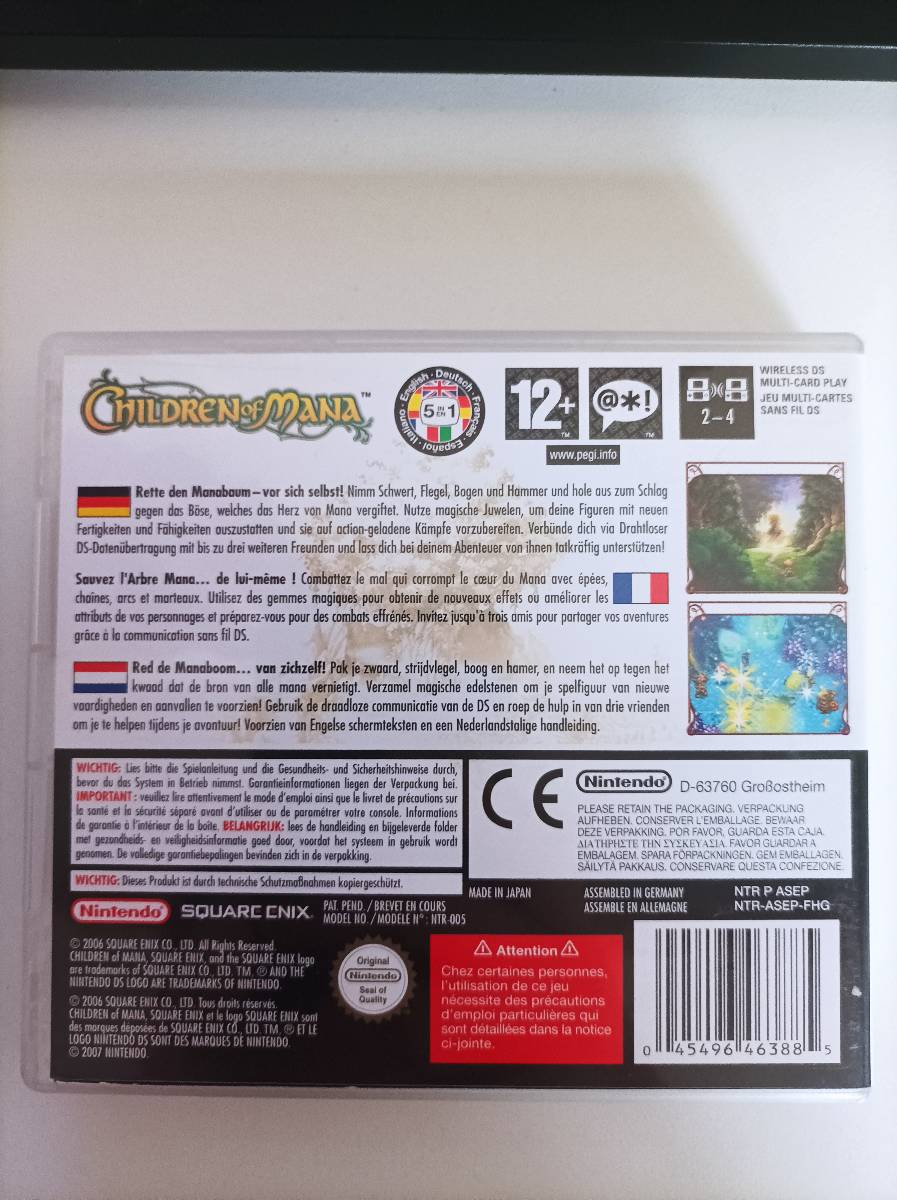 CHILDREN of MANA™
English · Deutsch · Français · Español · Italiano ·
5 IN EN 1
12+
™
@*!
™
www.pegi.info
2–4
WIRELESS DS
MULTI-CARD PLAY
JEU MULTI-CARTES
SANS FIL DS
Rette den Manabaum – vor sich selbst! Nimm Schwert, Flegel, Bogen und Hammer und hole aus zum Schlag
gegen das Böse, welches das Herz von Mana vergiftet. Nutze magische Juwelen, um deine Figuren mit neuen
Fertigkeiten und Fähigkeiten auszustatten und sie auf action-geladene Kämpfe vorzubereiten. Verbünde dich via Drahtloser
DS-Datenübertragung mit bis zu drei weiteren Freunden und lass dich bei deinem Abenteuer von ihnen tatkräftig unterstützen!
Sauvez l'Arbre Mana... de lui-même ! Combattez le mal qui corrompt le cœur du Mana avec épées,
chaînes, arcs et marteaux. Utilisez des gemmes magiques pour obtenir de nouveaux effets ou améliorer les
attributs de vos personnages et préparez-vous pour des combats effrénés. Invitez jusqu'à trois amis pour partager vos aventures
grâce à la communication sans fil DS.
Red de Manaboom... van zichzelf! Pak je zwaard, strijdvlegel, boog en hamer, en neem het op tegen het
kwaad dat de bron van alle mana vernietigt. Verzamel magische edelstenen om je spelfiguur van nieuwe
vaardigheden en aanvallen te voorzien! Gebruik de draadloze communicatie van de DS en roep de hulp in van drie vrienden
om je te helpen tijdens je avontuur! Voorzien van Engelse schermteksten en een Nederlandstalige handleiding.
WICHTIG: Lies bitte die Spielanleitung und die Gesundheits- und Sicherheitshinweise durch,
bevor du das System in Betrieb nimmst. Garantieinformationen liegen der Verpackung bei.
IMPORTANT : veuillez lire attentivement le mode d'emploi ainsi que le livret de précautions sur
la santé et la sécurité séparé avant d'utiliser ou de paramétrer votre console. Informations
de garantie à l'intérieur de la boîte. BELANGRIJK: lees de handleiding en bijgeleverde folder
met gezondheids- en veiligheidsinformatie goed door, voordat het systeem in gebruik wordt
genomen. De volledige garantiebepalingen bevinden zich in de verpakking.
WICHTIG: Dieses Produkt ist durch technische Schutzmaßnahmen kopiergeschützt.
CE
Nintendo® D-63760 Großostheim
PLEASE RETAIN THE PACKAGING. VERPACKUNG
AUFHEBEN. CONSERVER L'EMBALLAGE. BEWAAR
DEZE VERPAKKING. POR FAVOR, GUARDA ESTA CAJA.
ΔΙΑΤΗΡΗΣΤΕ ΤΗΝ ΣΥΣΚΕΥΑΣΙΑ. FAVOR GUARDAR A
EMBALAGEM. SPARA FÖRPACKNINGEN. GEM EMBALLAGEN.
SÄILYTÄ PAKKAUS. CONSERVARE QUESTA CONFEZIONE.
MADE IN JAPAN
ASSEMBLED IN GERMANY
ASSEMBLE EN ALLEMAGNE
NTR P ASEP
NTR-ASEP-FHG
Nintendo®
SQUARE ENIX.
PAT. PEND./BREVET EN COURS
MODEL NO./MODELE N° : NTR-005
© 2006 SQUARE ENIX CO., LTD. All Rights Reserved.
CHILDREN of MANA, SQUARE ENIX, and the SQUARE ENIX logo
are trademarks of SQUARE ENIX CO., LTD. TM, ® AND THE
NINTENDO DS LOGO ARE TRADEMARKS OF NINTENDO.
© 2006 SQUARE ENIX CO., LTD. Tous droits réservés.
CHILDREN of MANA, SQUARE ENIX et le logo SQUARE ENIX sont
des marques déposées de SQUARE ENIX CO., LTD. TM, ® ET LE
LOGO NINTENDO DS SONT DES MARQUES DE NINTENDO.
© 2007 NINTENDO.
Original
Nintendo
Seal of
Quality
⚠ Attention ⚠
Chez certaines personnes,
l'utilisation de ce jeu
nécessite des précautions
d'emploi particulières qui
sont détaillées dans la notice
ci-jointe.
0 45496 46388 5